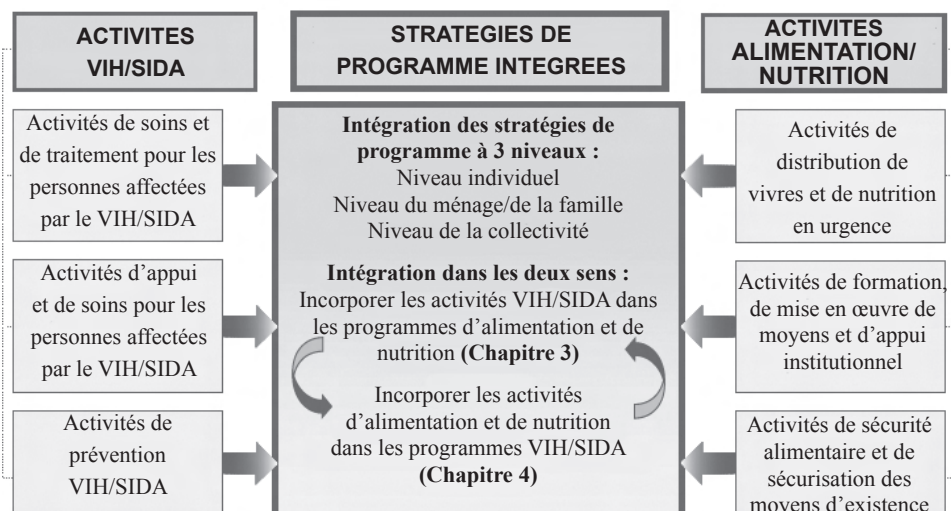 ACTIVITES
VIH/SIDA
Activités de soins et
de traitement pour les
personnes affectées
par le VIH/SIDA
Activités d’appui
et de soins pour les
personnes affectées
par le VIH/SIDA
Activités de
prévention
VIH/SIDA
STRATEGIES DE
PROGRAMME INTEGREES
Intégration des stratégies de
programme à 3 niveaux :
Niveau individuel
Niveau du ménage/de la famille
Niveau de la collectivité
Intégration dans les deux sens :
Incorporer les activités VIH/SIDA dans
les programmes d’alimentation et de
nutrition (Chapitre 3)
Incorporer les activités
d’alimentation et de nutrition
dans les programmes VIH/SIDA
(Chapitre 4)
ACTIVITES
ALIMENTATION/
NUTRITION
Activités de
distribution de
vivres et de nutrition
en urgence
Activités de formation,
de mise en œuvre de
moyens et d’appui
institutionnel
Activités de sécurité
alimentaire et de
sécurisation des
moyens d’existence